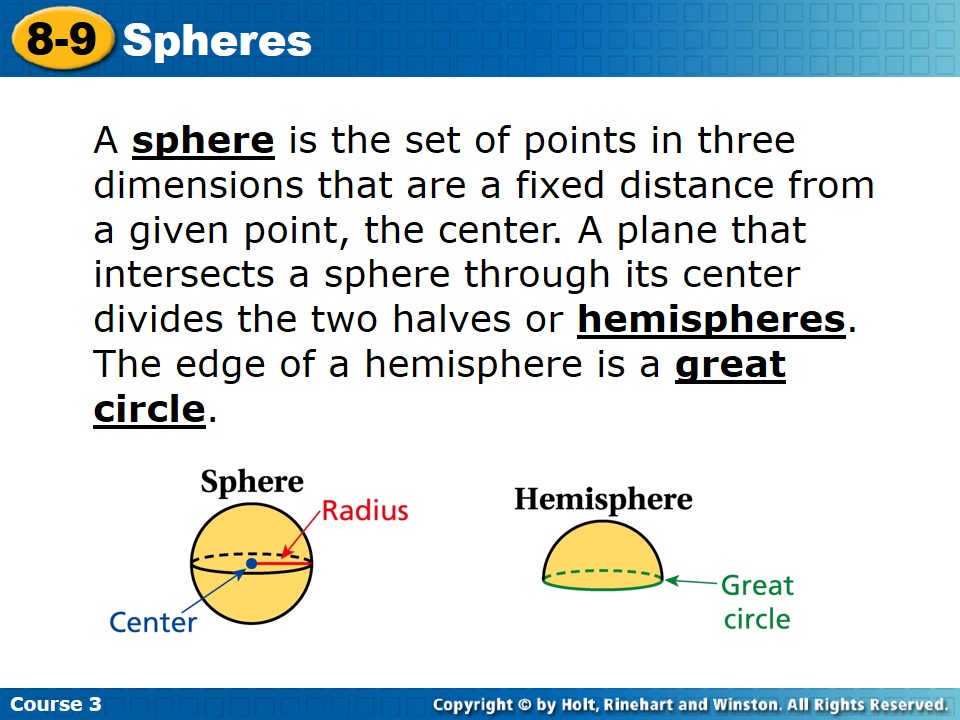 8-9 Spheres
A sphere is the set of points in three
dimensions that are a fixed distance from
a given point, the center. A plane that
intersects a sphere through its center
divides the two halves or hemispheres.
The edge of a hemisphere is a great
circle.
Sphere
Radius
Center
Hemisphere
Great
circle
Course 3
Copyright © by Holt, Rinehart and Winston. All Rights Reserved.